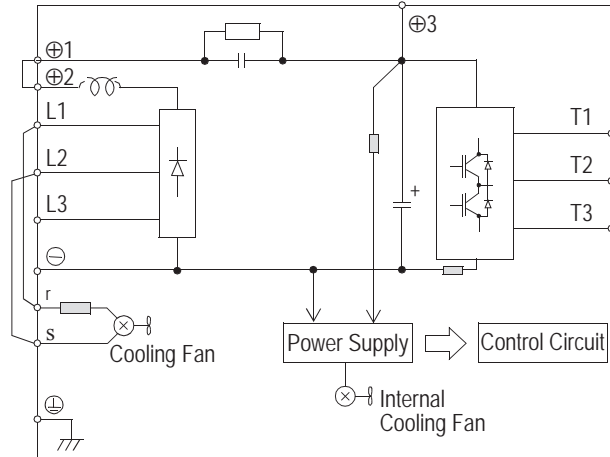 ⊕3
⊕1
⊕2
L1
L2
L3
⊖
r
s
Cooling Fan
T1
T2
T3
+
Power Supply
Control Circuit
Internal
Cooling Fan